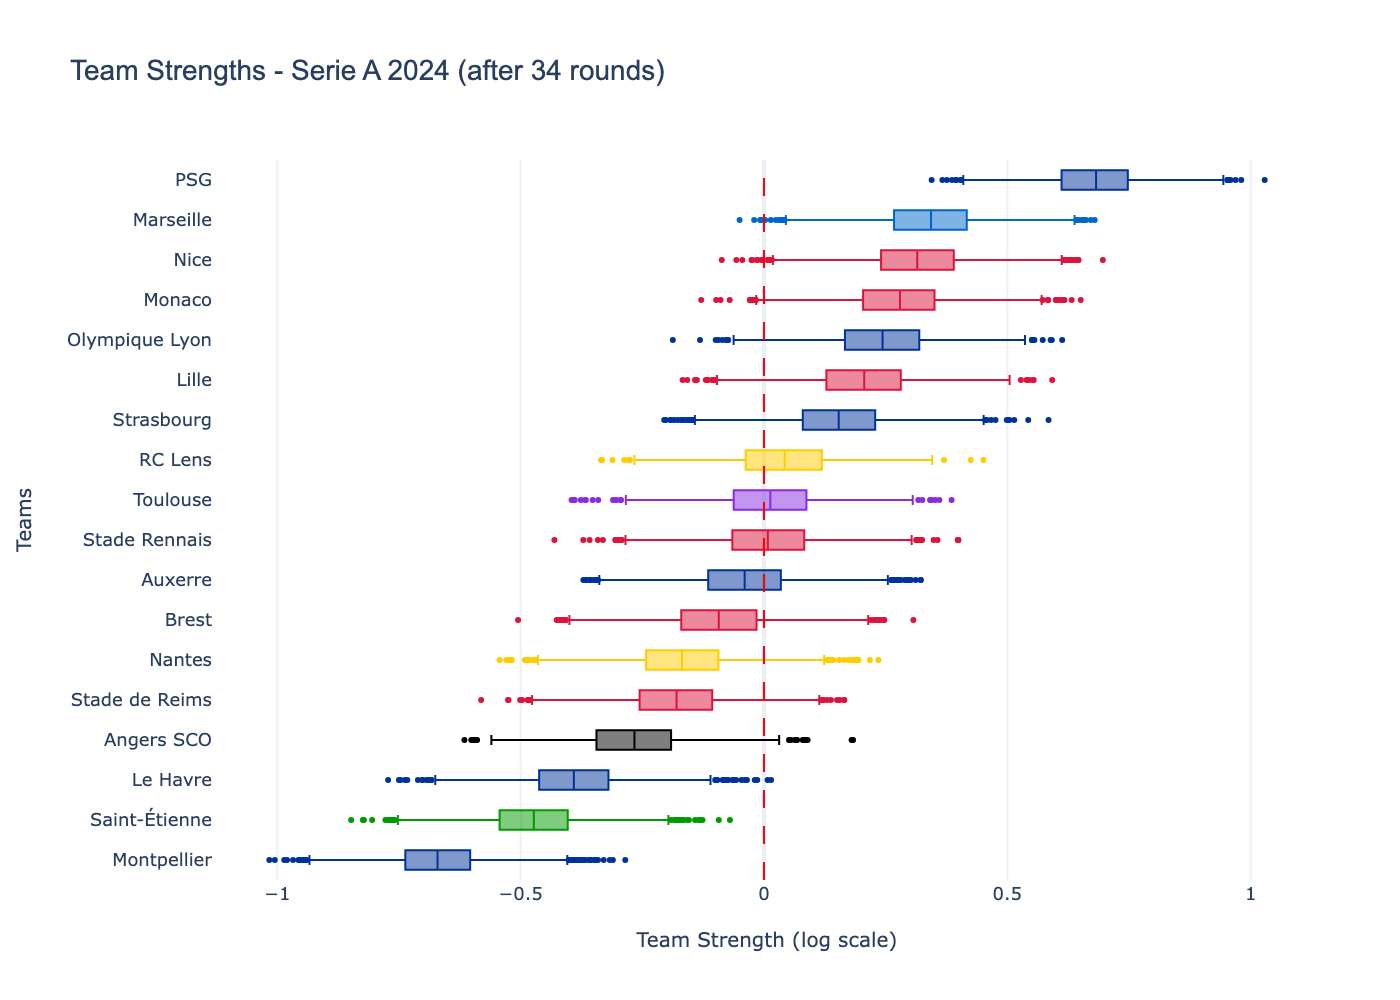 Team Strengths - Serie A 2024 (after 34 rounds)
PSG
Marseille
Nice
Monaco
Olympique Lyon
Lille
Strasbourg
RC Lens
Toulouse
Stade Rennais
Auxerre
Brest
Nantes
Stade de Reims
Angers SCO
Le Havre
Saint-Étienne
Montpellier
Teams
−1
−0.5
0
0.5
1
Team Strength (log scale)